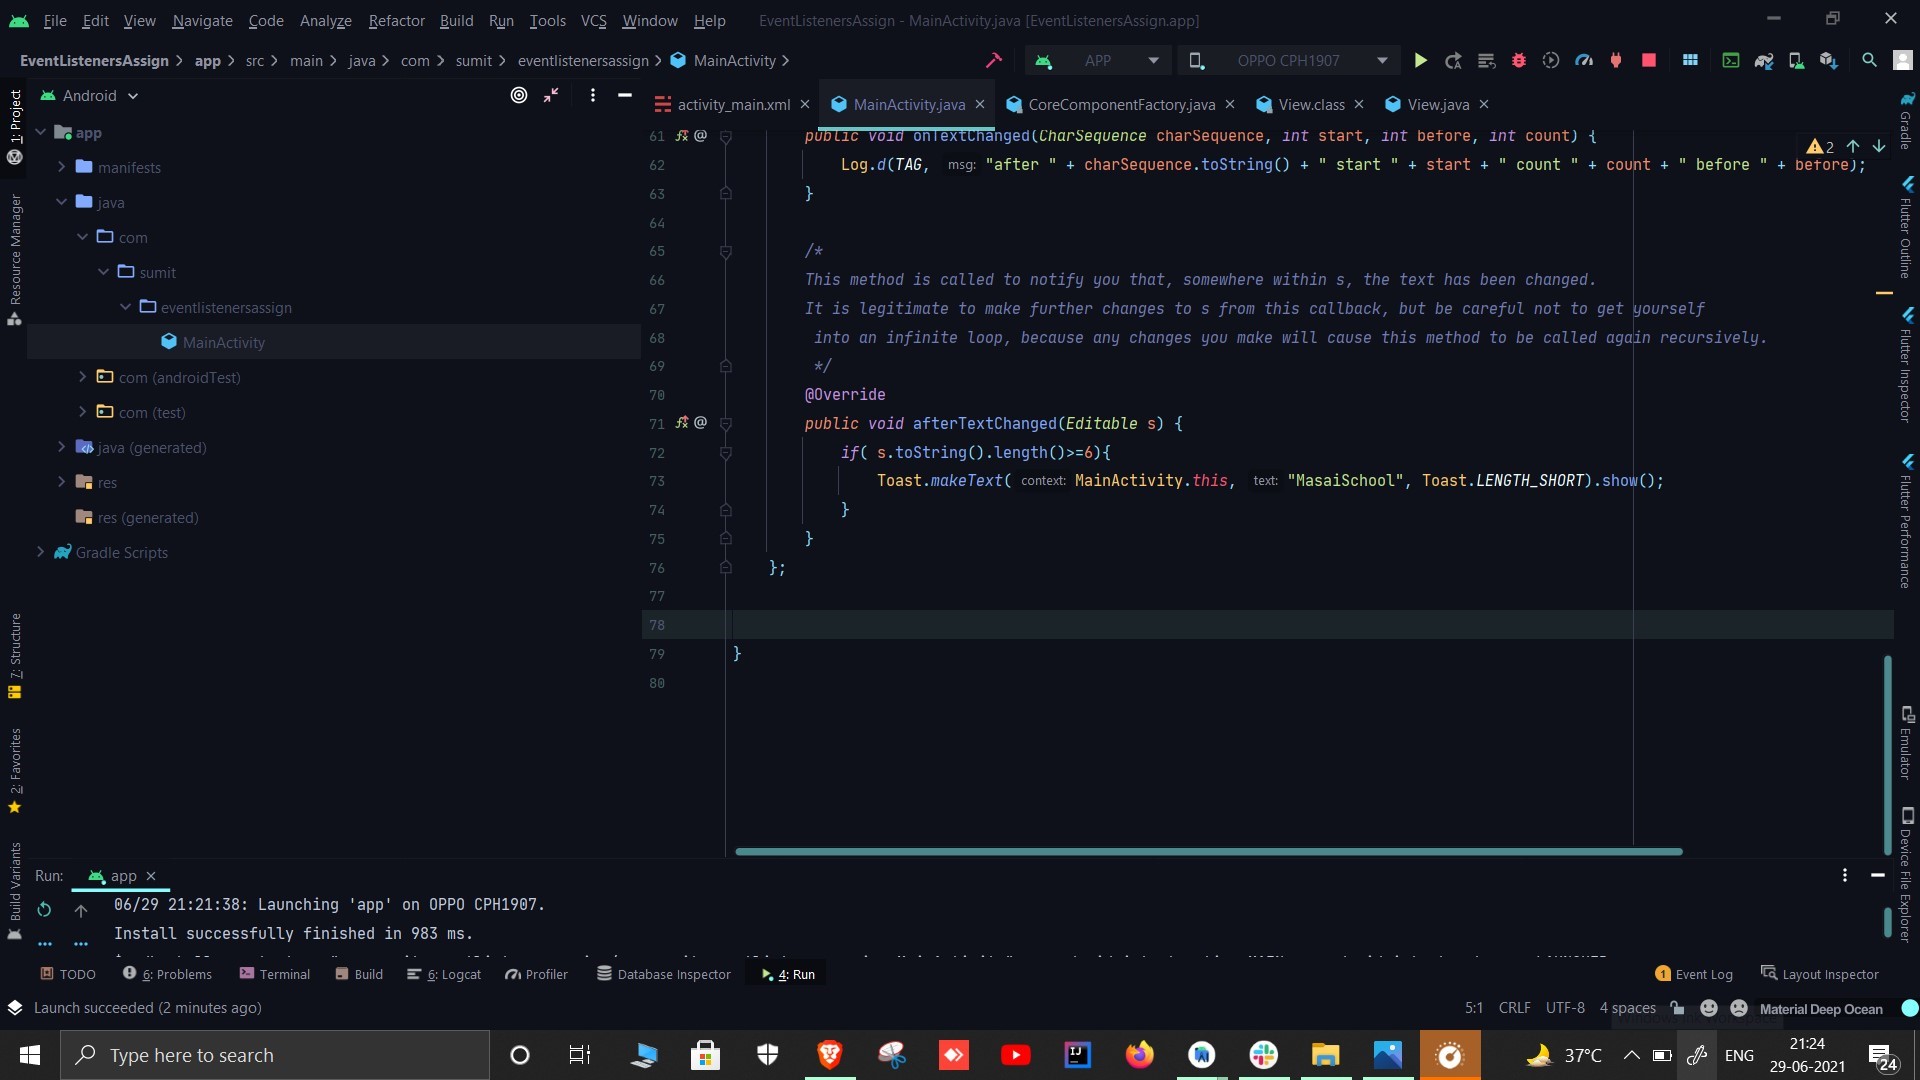 File Edit View Navigate Code Analyze Refactor Build Run Tools VCS Window Help EventListenersAssign - MainActivity.java [EventListenersAssign.app]
EventListenersAssign app src main java com sumit eventlistenersassign MainActivity APP OPPO CPH1907
Android
activity_main.xml MainActivity.java CoreComponentFactory.java View.class View.java
1: Project
Resource Manager
7: Structure
2: Favorites
Build Variants
app
manifests
java
com
sumit
eventlistenersassign
MainActivity
com (androidTest)
com (test)
java (generated)
res
res (generated)
Gradle Scripts
2
61 public void onTextChanged(CharSequence charSequence, int start, int before, int count) {
62 Log.d(TAG, msg: "after " + charSequence.toString() + " start " + start + " count " + count + " before " + before);
63 }
64
65 /*
66 This method is called to notify you that, somewhere within s, the text has been changed.
67 It is legitimate to make further changes to s from this callback, but be careful not to get yourself
68 into an infinite loop, because any changes you make will cause this method to be called again recursively.
69 */
70 @Override
71 public void afterTextChanged(Editable s) {
72 if( s.toString().length()>=6){
73 Toast.makeText( context: MainActivity.this, text: "MasaiSchool", Toast.LENGTH_SHORT).show();
74 }
75 }
76 };
77
78
79 }
80
Gradle
Flutter Outline
Flutter Inspector
Flutter Performance
Emulator
Device File Explorer
Run: app
06/29 21:21:38: Launching 'app' on OPPO CPH1907.
Install successfully finished in 983 ms.
TODO 6: Problems Terminal Build 6: Logcat Profiler Database Inspector 4: Run 1 Event Log Layout Inspector
Launch succeeded (2 minutes ago) 5:1 CRLF UTF-8 4 spaces Material Deep Ocean
Type here to search 37°C ENG 21:24
29-06-2021 24